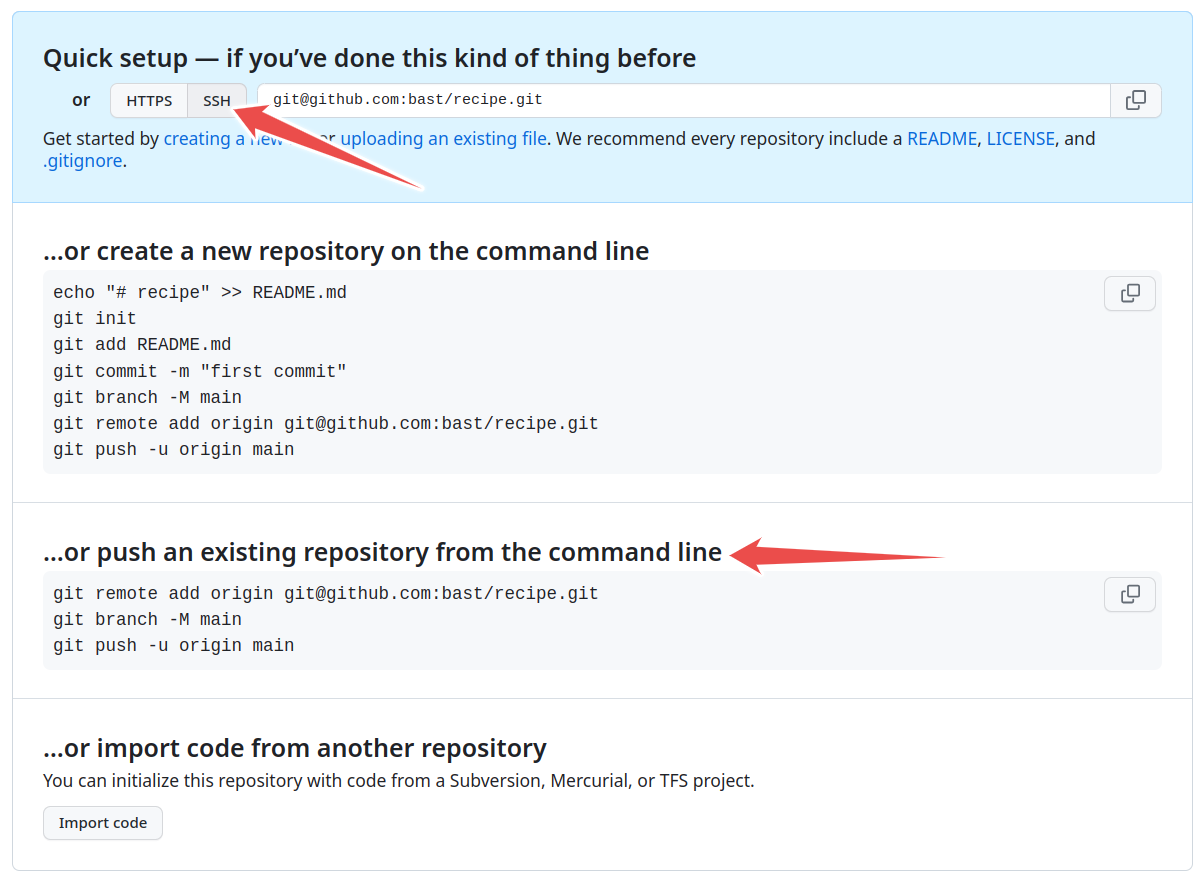 Quick setup — if you've done this kind of thing before
or HTTPS SSH git@github.com:bast/recipe.git
Get started by creating a new or uploading an existing file. We recommend every repository include a README, LICENSE, and
.gitignore.
...or create a new repository on the command line
echo "# recipe" >> README.md
git init
git add README.md
git commit -m "first commit"
git branch -M main
git remote add origin git@github.com:bast/recipe.git
git push -u origin main
...or push an existing repository from the command line
git remote add origin git@github.com:bast/recipe.git
git branch -M main
git push -u origin main
...or import code from another repository
You can initialize this repository with code from a Subversion, Mercurial, or TFS project.
Import code